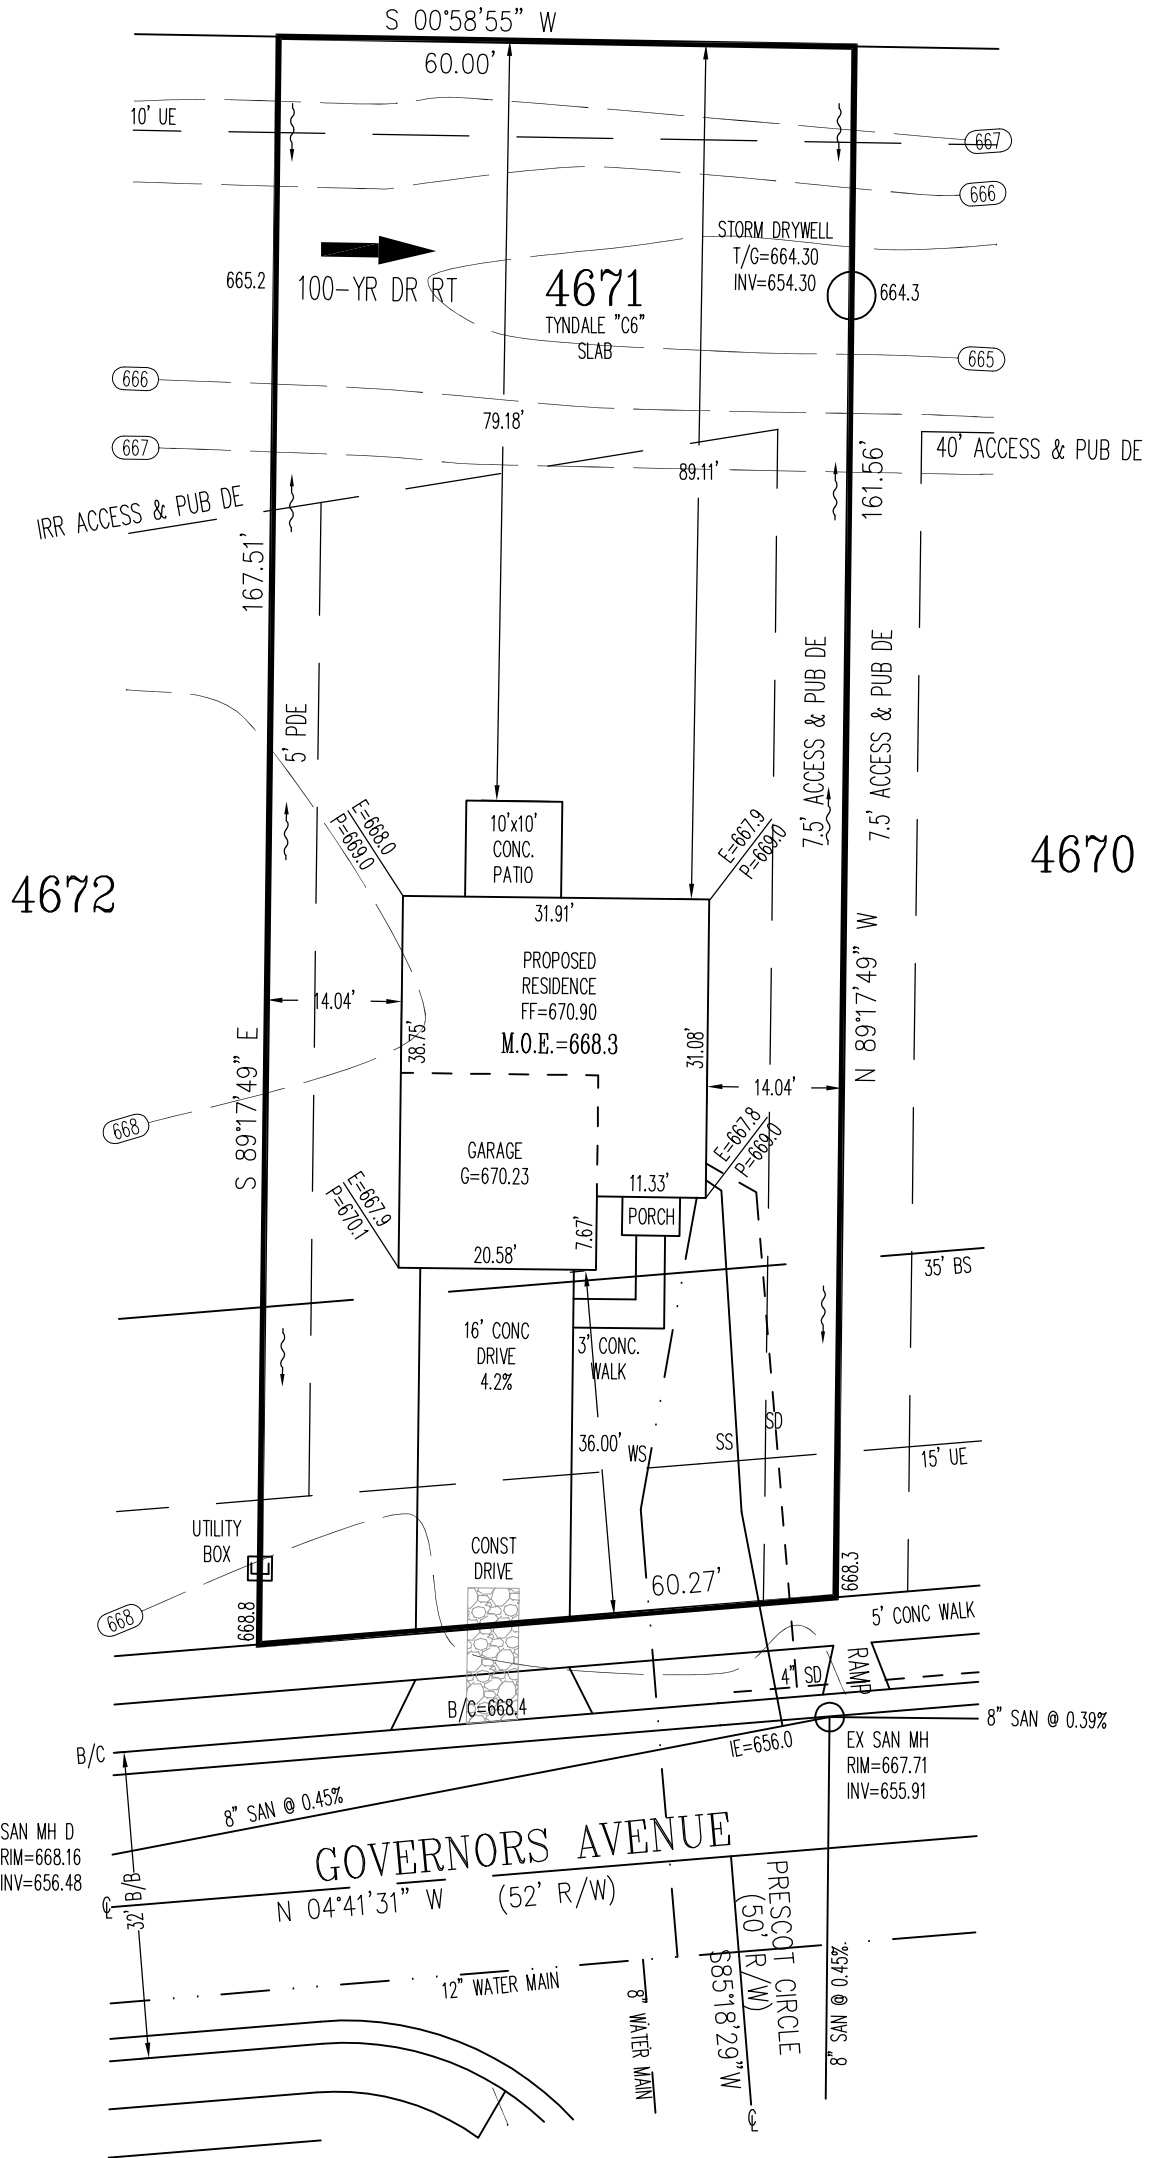 S 00°58'55" W
60.00'
10' UE
667
666
STORM DRYWELL
T/G=664.30
INV=654.30
665.2
100-YR DR RT
4671
TYNDALE "C6"
SLAB
664.3
665
666
79.18'
667
89.11'
40' ACCESS & PUB DE
161.56'
IRR ACCESS & PUB DE
167.51'
5' PDE
7.5' ACCESS & PUB DE
7.5' ACCESS & PUB DE
E=668.0
P=669.0
10'x10'
CONC.
PATIO
E=667.9
P=669.0
4672
4670
31.91'
PROPOSED
RESIDENCE
FF=670.90
M.O.E.=668.3
14.04'
38.75'
31.08'
14.04'
N 89°17'49" W
S 89°17'49" E
668
E=667.8
P=669.0
GARAGE
G=670.23
E=667.9
P=670.1
11.33'
PORCH
7.67'
20.58'
35' BS
16' CONC
DRIVE
4.2%
3' CONC.
WALK
36.00'
WS
SS
SD
15' UE
UTILITY
BOX
E
CONST
DRIVE
60.27'
668.3
668
668.8
5' CONC WALK
RAMP
4" SD
B/C=668.4
B/C
8" SAN @ 0.39%
IE=656.0
EX SAN MH
RIM=667.71
INV=655.91
8" SAN @ 0.45%
SAN MH D
RIM=668.16
INV=656.48
GOVERNORS AVENUE
N 04°41'31" W
(52' R/W)
32' B/B
PRESCOT CIRCLE
(50' R/W)
S85°18'29"W
8" SAN @ 0.45%
12" WATER MAIN
8" WATER MAIN